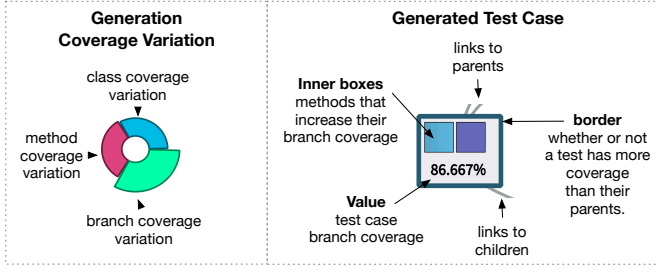 Generation
Coverage Variation
class coverage
variation
method
coverage
variation
branch coverage
variation
Generated Test Case
links to
parents
Inner boxes
methods that
increase their
branch coverage
border
whether or not
a test has more
coverage
than their
parents.
86.667%
Value
test case
branch coverage
links to
children